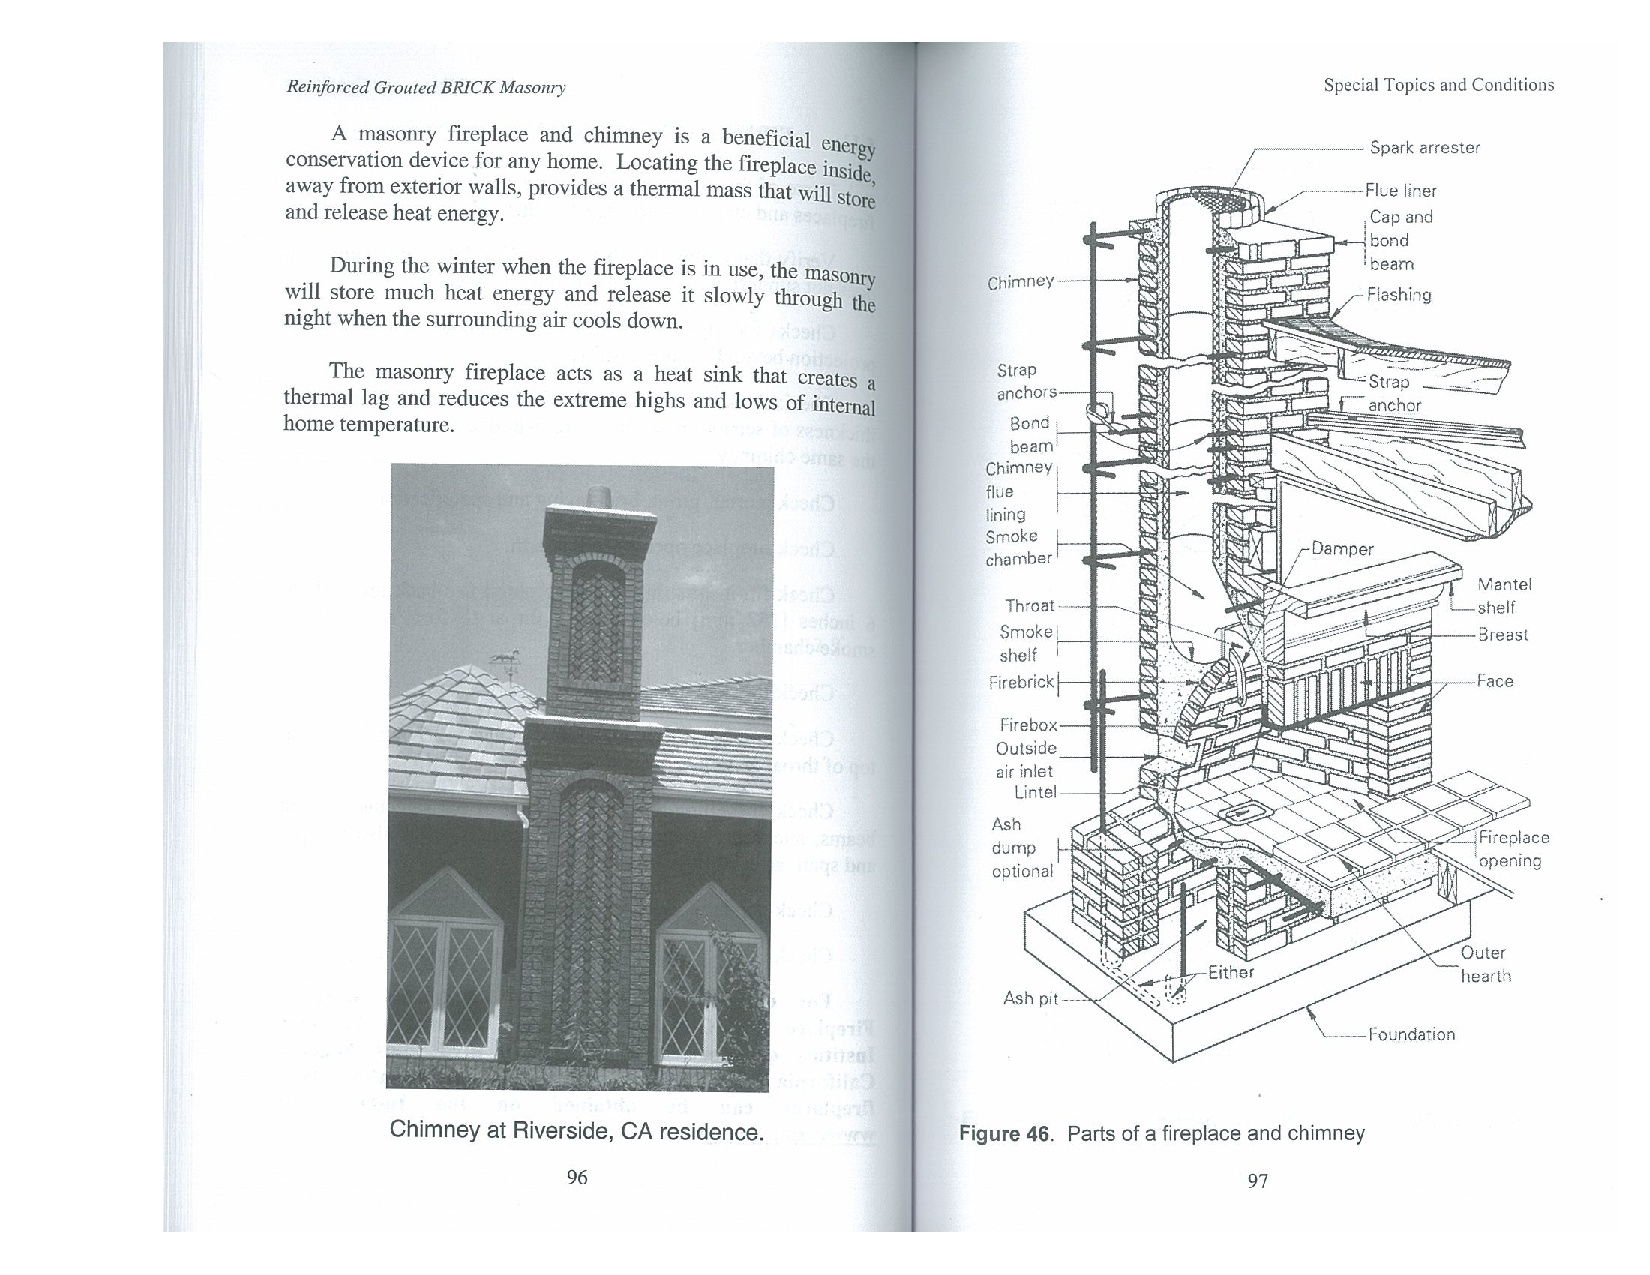 Reinforced Grouted BRICK Masonry
A masonry fireplace and chimney is a beneficial energy
conservation device for any home. Locating the fireplace inside,
away from exterior walls, provides a thermal mass that will store
and release heat energy.
During the winter when the fireplace is in use, the masonry
will store much heat energy and release it slowly through the
night when the surrounding air cools down.
The masonry fireplace acts as a heat sink that creates a
thermal lag and reduces the extreme highs and lows of internal
home temperature.
Chimney at Riverside, CA residence.
96
Special Topics and Conditions
Spark arrester
Flue liner
Cap and
bond
beam
Flashing
Strap
anchor
Damper
Mantel
shelf
Breast
Face
Fireplace
opening
Outer
hearth
Foundation
Chimney
Strap
anchors
Bond
beam
Chimney
flue
lining
Smoke
chamber
Throat
Smoke
shelf
Firebrick
Firebox
Outside
air inlet
Lintel
Ash
dump
optional
Either
Ash pit
Figure 46. Parts of a fireplace and chimney
97